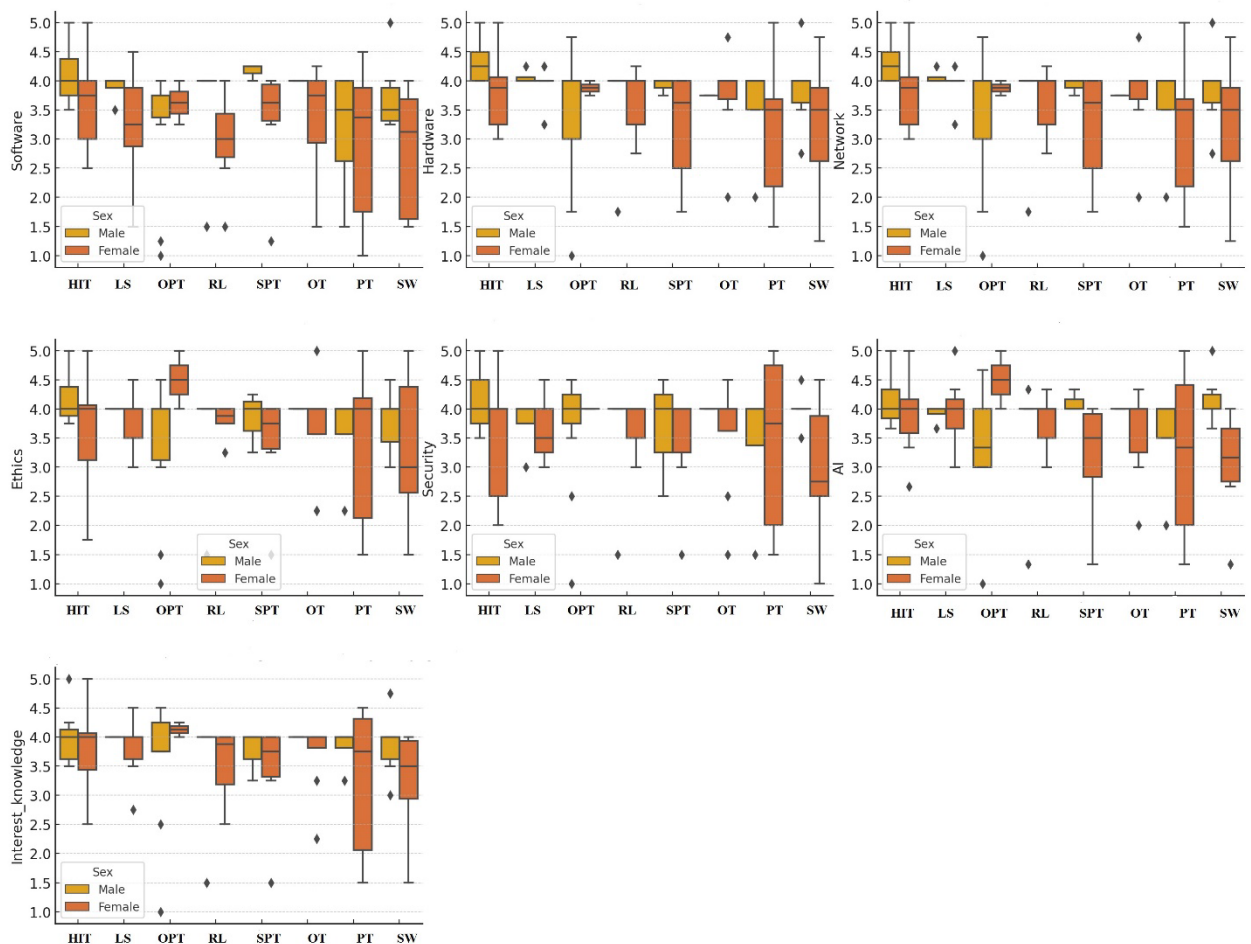 5.0
4.5
4.0
3.5
3.0
2.5
2.0
1.5
1.0
Software
Sex
Male
Female
HIT LS OPT RL SPT OT PT SW
5.0
4.5
4.0
3.5
3.0
2.5
2.0
1.5
1.0
Hardware
Sex
Male
Female
HIT LS OPT RL SPT OT PT SW
5.0
4.5
4.0
3.5
3.0
2.5
2.0
1.5
1.0
Network
Sex
Male
Female
HIT LS OPT RL SPT OT PT SW
5.0
4.5
4.0
3.5
3.0
2.5
2.0
1.5
1.0
Ethics
Sex
Male
Female
HIT LS OPT RL SPT OT PT SW
5.0
4.5
4.0
3.5
3.0
2.5
2.0
1.5
1.0
Security
Sex
Male
Female
HIT LS OPT RL SPT OT PT SW
5.0
4.5
4.0
3.5
3.0
2.5
2.0
1.5
1.0
AI
Sex
Male
Female
HIT LS OPT RL SPT OT PT SW
5.0
4.5
4.0
3.5
3.0
2.5
2.0
1.5
1.0
Interest_knowledge
Sex
Male
Female
HIT LS OPT RL SPT OT PT SW